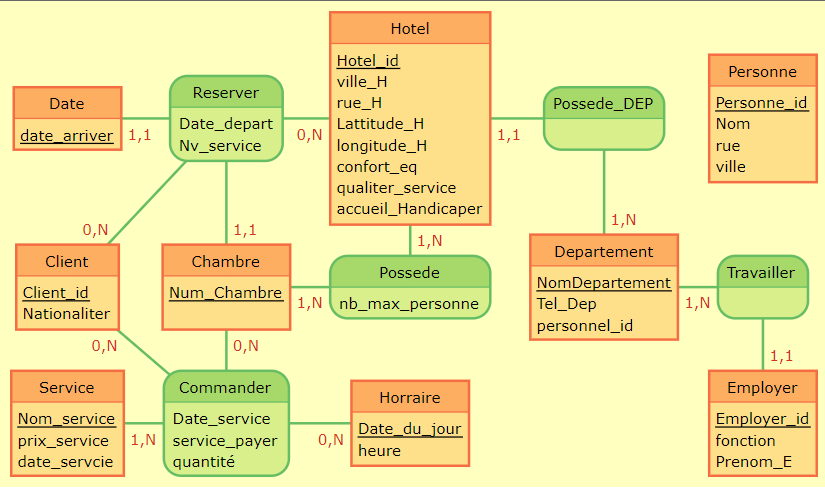 Hotel
Hotel_id
ville_H
rue_H
Lattitude_H
longitude_H
confort_eq
qualiter_service
accueil_Handicaper
Date
date_arriver
1,1
Reserver
Date_depart
Nv_service
0,N
1,1
Possede_DEP
Personne
Personne_id
Nom
rue
ville
0,N
1,1
1,N
1,N
Client
Client_id
Nationaliter
Chambre
Num_Chambre
1,N
Possede
nb_max_personne
Departement
NomDepartement
Tel_Dep
personnel_id
1,N
Travailler
0,N
0,N
1,1
Service
Nom_service
prix_service
date_servcie
1,N
Commander
Date_service
service_payer
quantité
0,N
Horraire
Date_du_jour
heure
Employer
Employer_id
fonction
Prenom_E